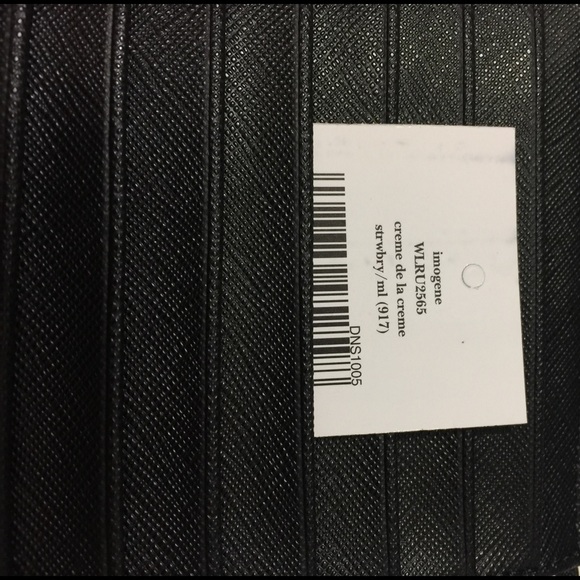 imogene
WLRU2565
creme de la creme
strwbry/ml (917)
DNS1005